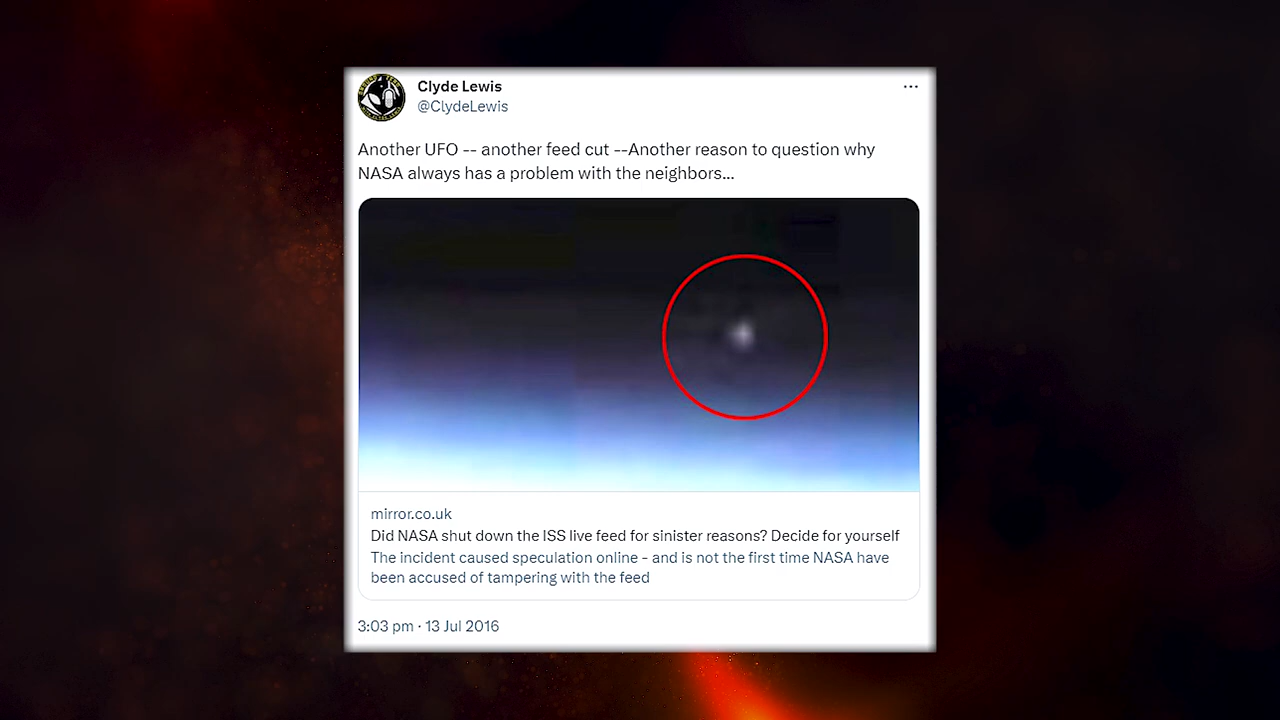 Clyde Lewis
@ClydeLewis
Another UFO -- another feed cut --Another reason to question why
NASA always has a problem with the neighbors...
mirror.co.uk
Did NASA shut down the ISS live feed for sinister reasons? Decide for yourself
The incident caused speculation online - and is not the first time NASA have
been accused of tampering with the feed
3:03 pm · 13 Jul 2016